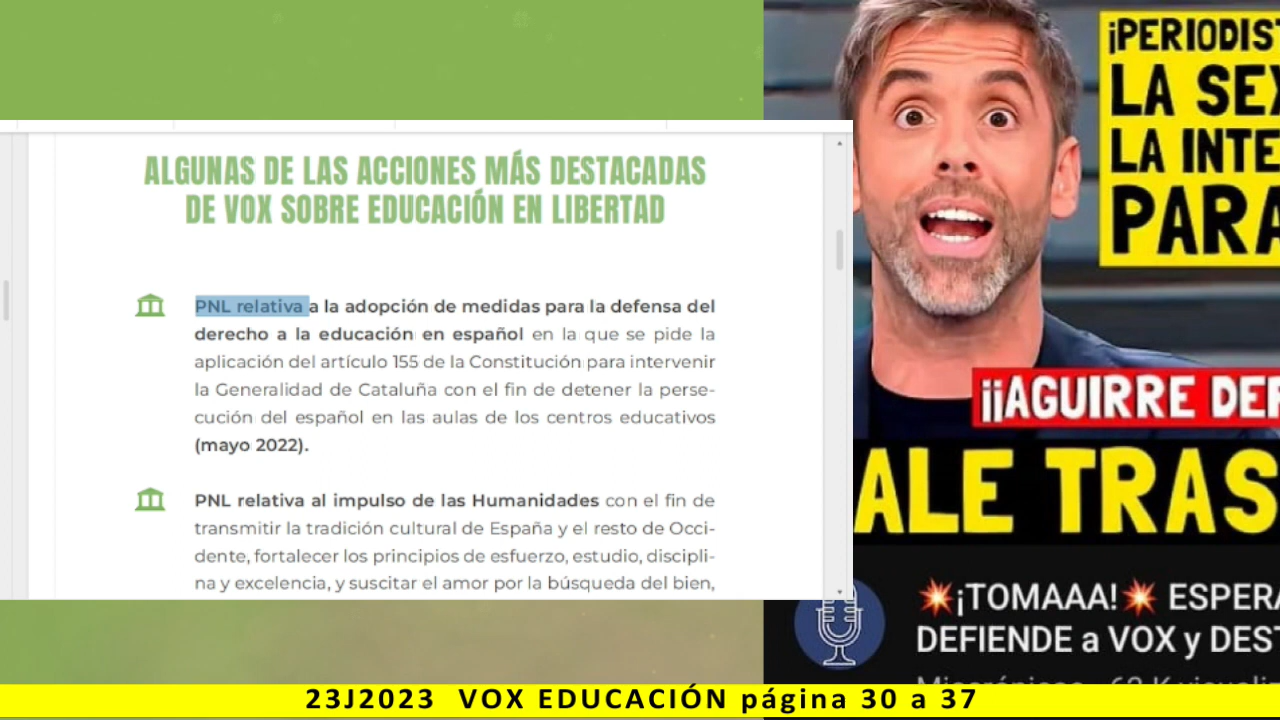 ALGUNAS DE LAS ACCIONES MÁS DESTACADAS
DE VOX SOBRE EDUCACIÓN EN LIBERTAD
PNL relativa a la adopción de medidas para la defensa del
derecho a la educación en español en la que se pide la
aplicación del artículo 155 de la Constitución para intervenir
la Generalidad de Cataluña con el fin de detener la perse-
cución del español en las aulas de los centros educativos
(mayo 2022).
PNL relativa al impulso de las Humanidades con el fin de
transmitir la tradición cultural de España y el resto de Occi-
dente, fortalecer los principios de esfuerzo, estudio, discipli-
na y excelencia, y suscitar el amor por la búsqueda del bien,
¡PERIODIST
LA SEX
LA INTE
PARA
¡¡AGUIRRE DEF
ALE TRAS
💥¡TOMAAA!💥 ESPERA
DEFIENDE a VOX y DEST
23J2023 VOX EDUCACIÓN página 30 a 37